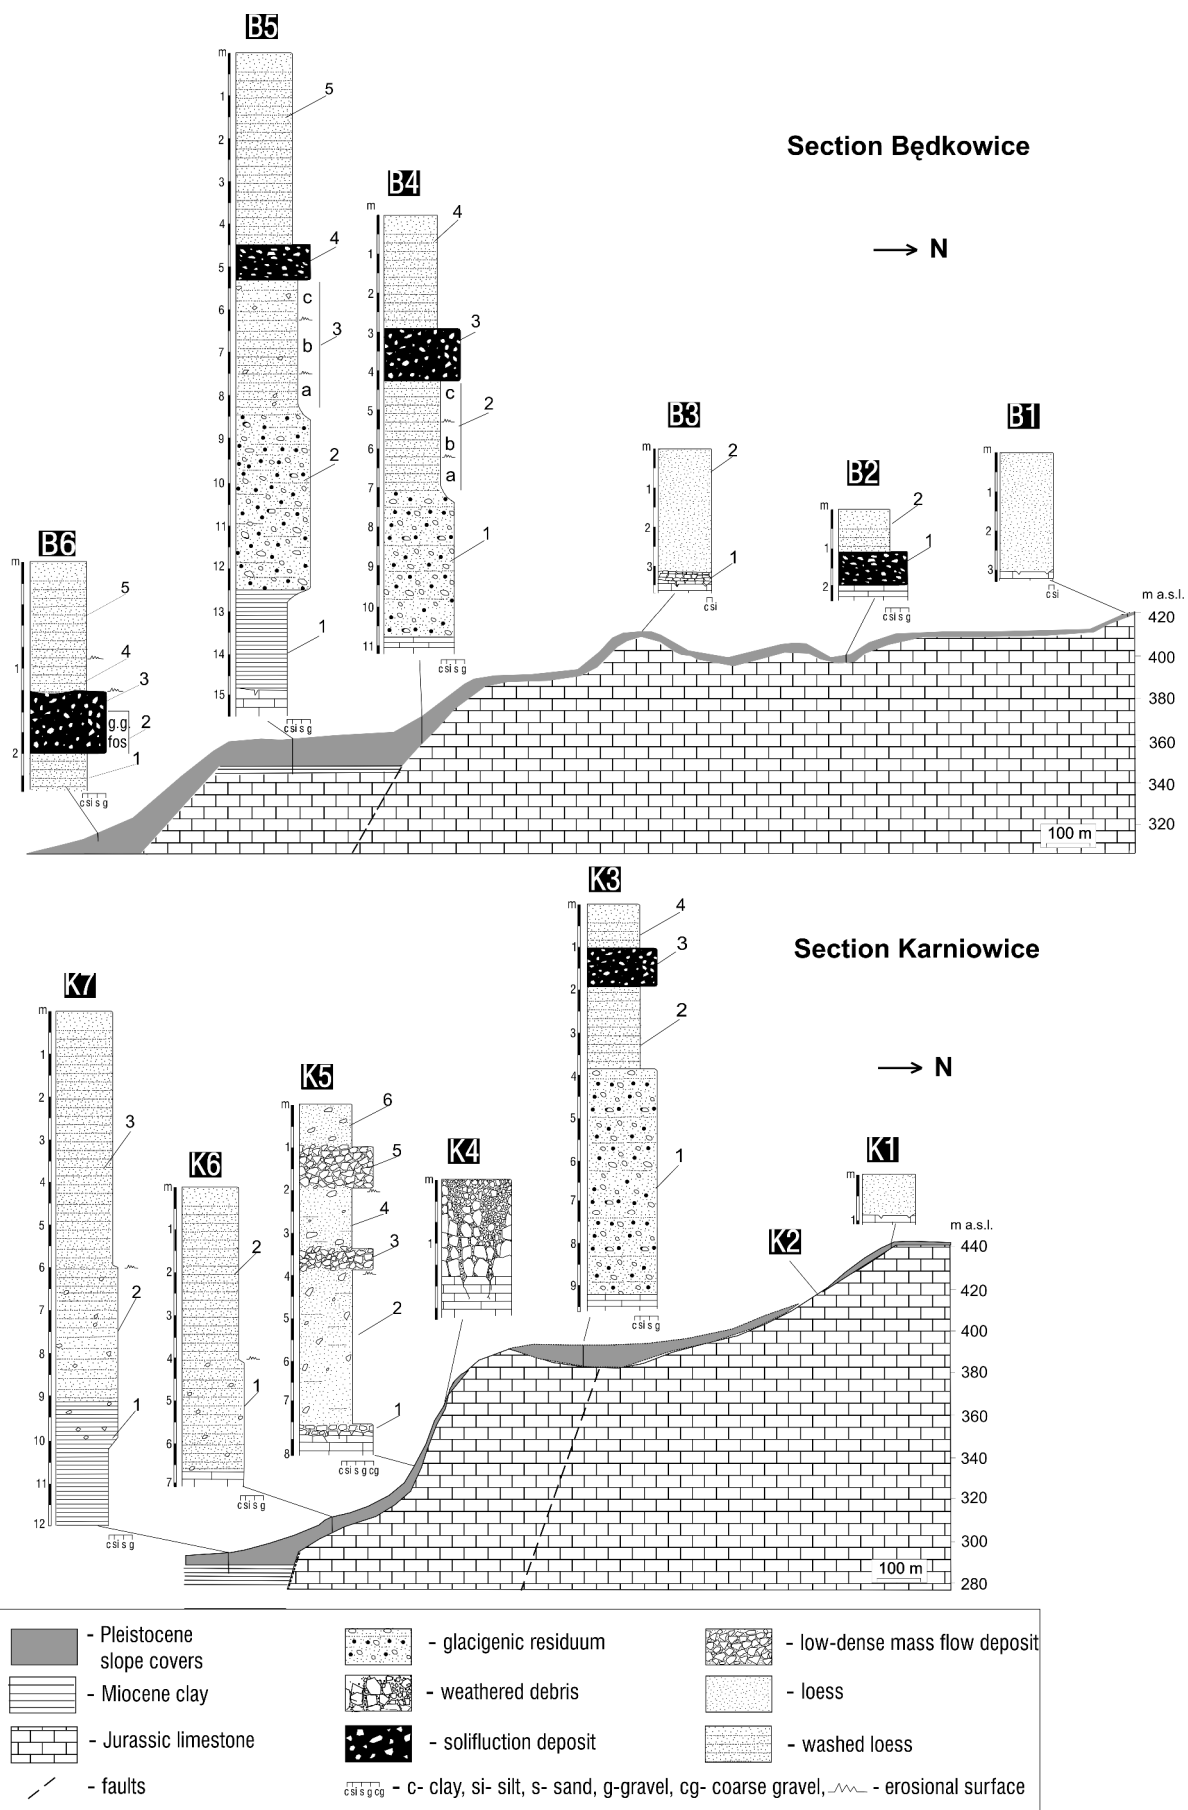 Section Będkowice
N
B5
m
1
2
3
4
5
6
7
8
9
10
11
12
13
14
15
5
4
c
b
a
3
2
1
c si s g
B4
m
1
2
3
4
5
6
7
8
9
10
11
4
3
c
b
a
2
1
c si s g
B6
m
1
2
5
4
3
g.g.
fos
2
1
c si s g
B3
m
1
2
3
2
1
c si
B2
m
1
2
2
1
c si s g
B1
m
1
2
3
c si
m a.s.l.
420
400
380
360
340
320
100 m
Section Karniowice
N
K3
m
1
2
3
4
5
6
7
8
9
4
3
2
1
c si s g
K7
m
1
2
3
4
5
6
7
8
9
10
11
12
3
2
1
c si s g
K6
m
1
2
3
4
5
6
7
2
1
c si s g
K5
m
1
2
3
4
5
6
7
8
6
5
4
3
2
1
c si s g cg
K4
m
1
K2
K1
m
1
m a.s.l.
440
420
400
380
360
340
320
300
280
100 m
- Pleistocene
slope covers
- Miocene clay
- Jurassic limestone
- faults
- glacigenic residuum
- weathered debris
- solifluction deposit
c si s g cg - c- clay, si- silt, s- sand, g-gravel, cg- coarse gravel,
- low-dense mass flow deposit
- loess
- washed loess
- erosional surface